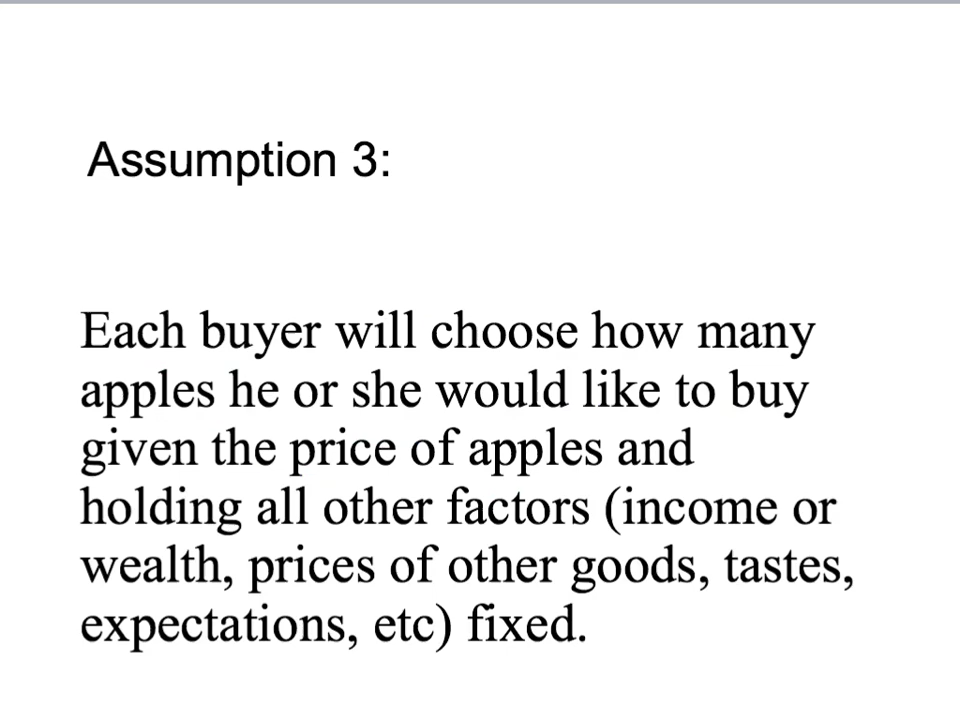 Assumption 3:
Each buyer will choose how many
apples he or she would like to buy
given the price of apples and
holding all other factors (income or
wealth, prices of other goods, tastes,
expectations, etc) fixed.